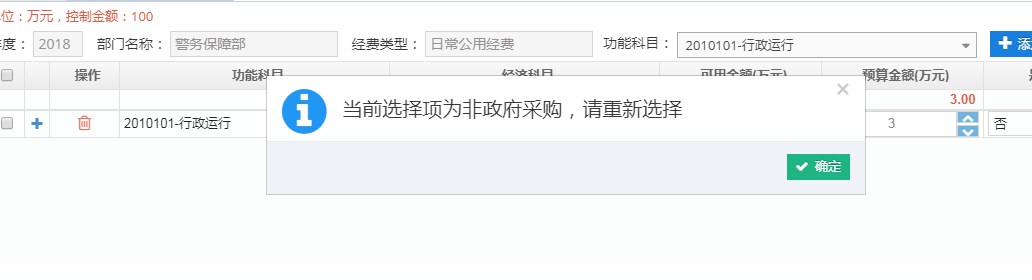 位：万元，控制金额：100
年度： 2018 部门名称： 警务保障部 经费类型： 日常公用经费 功能科目： 2010101-行政运行 添
操作 功能科目 经济科目 可用金额(万元) 预算金额(万元)
3.00
2010101-行政运行 3 否
当前选择项为非政府采购，请重新选择
确定